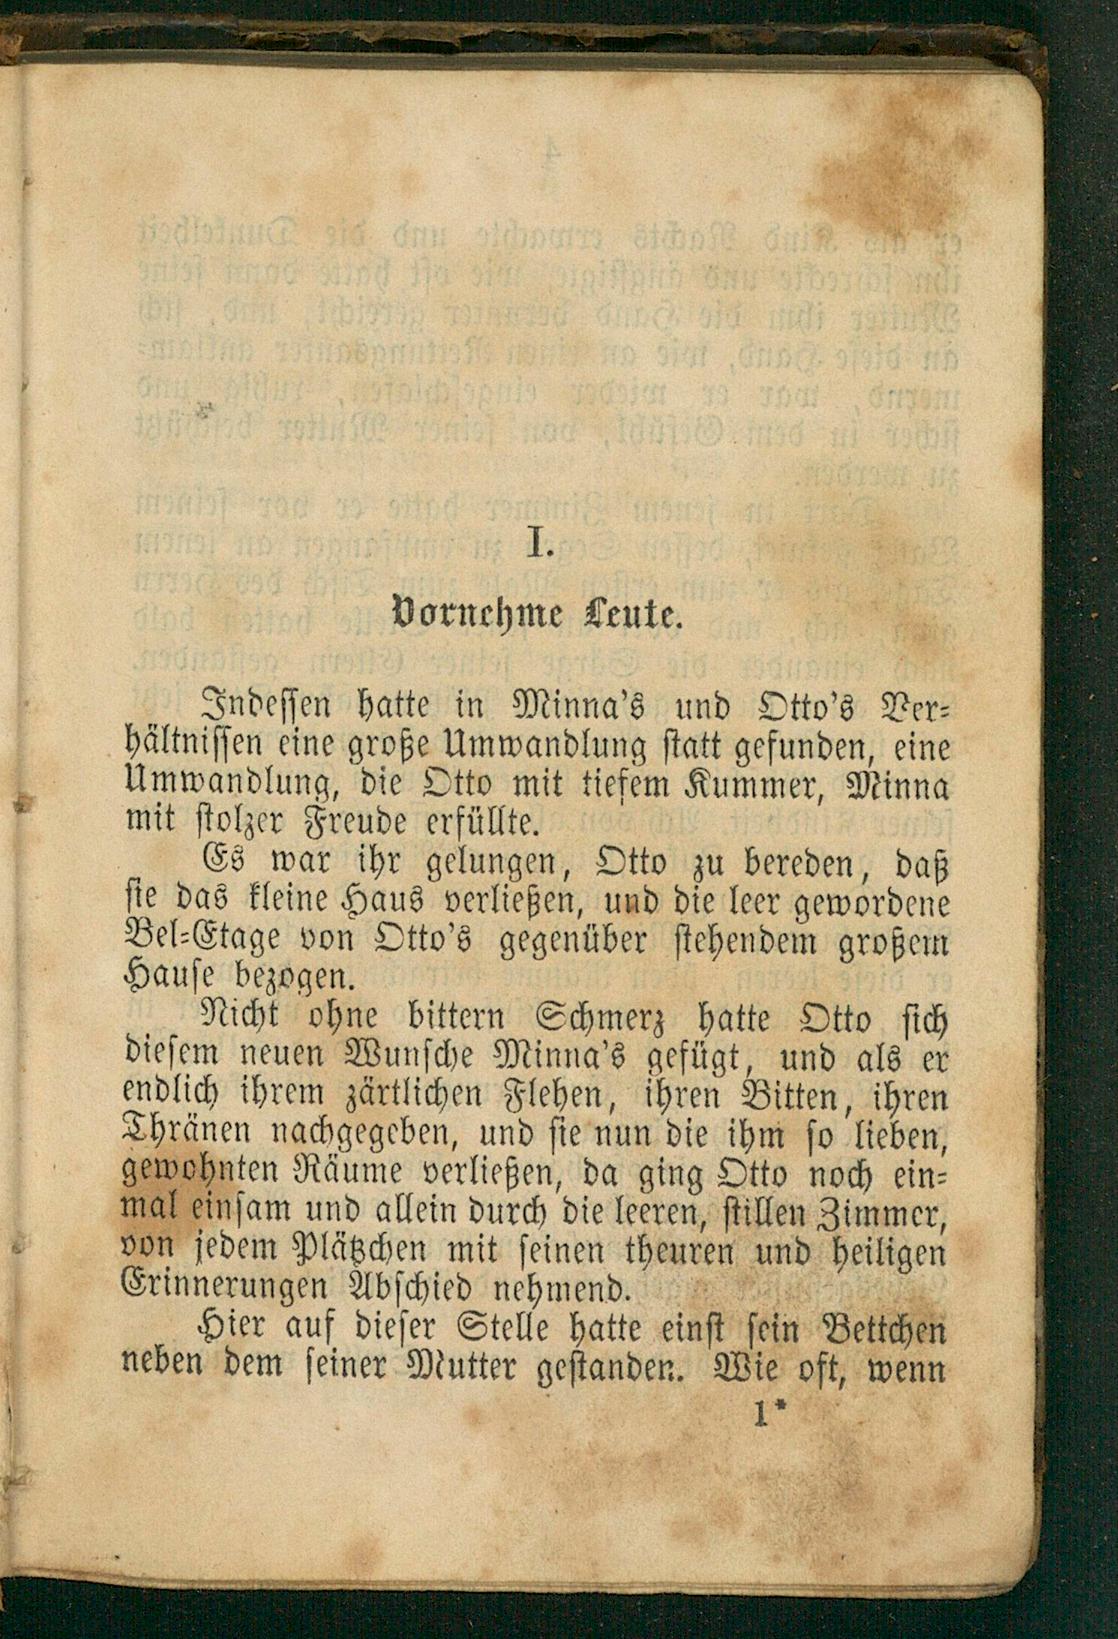 I.
Vornehme Leute.
Indessen hatte in Minna's und Otto's Ver-
hältnissen eine große Umwandlung statt gefunden, eine
Umwandlung, die Otto mit tiefem Kummer, Minna
mit stolzer Freude erfüllte.
Es war ihr gelungen, Otto zu bereden, daß
sie das kleine Haus verließen, und die leer gewordene
Bel-Etage von Otto's gegenüber stehendem großem
Hause bezogen.
Nicht ohne bittern Schmerz hatte Otto sich
diesem neuen Wunsche Minna's gefügt, und als er
endlich ihrem zärtlichen Flehen, ihren Bitten, ihren
Thränen nachgegeben, und sie nun die ihm so lieben,
gewohnten Räume verließen, da ging Otto noch ein-
mal einsam und allein durch die leeren, stillen Zimmer,
von jedem Plätzchen mit seinen theuren und heiligen
Erinnerungen Abschied nehmend.
Hier auf dieser Stelle hatte einst sein Bettchen
neben dem seiner Mutter gestanden. Wie oft, wenn
1*